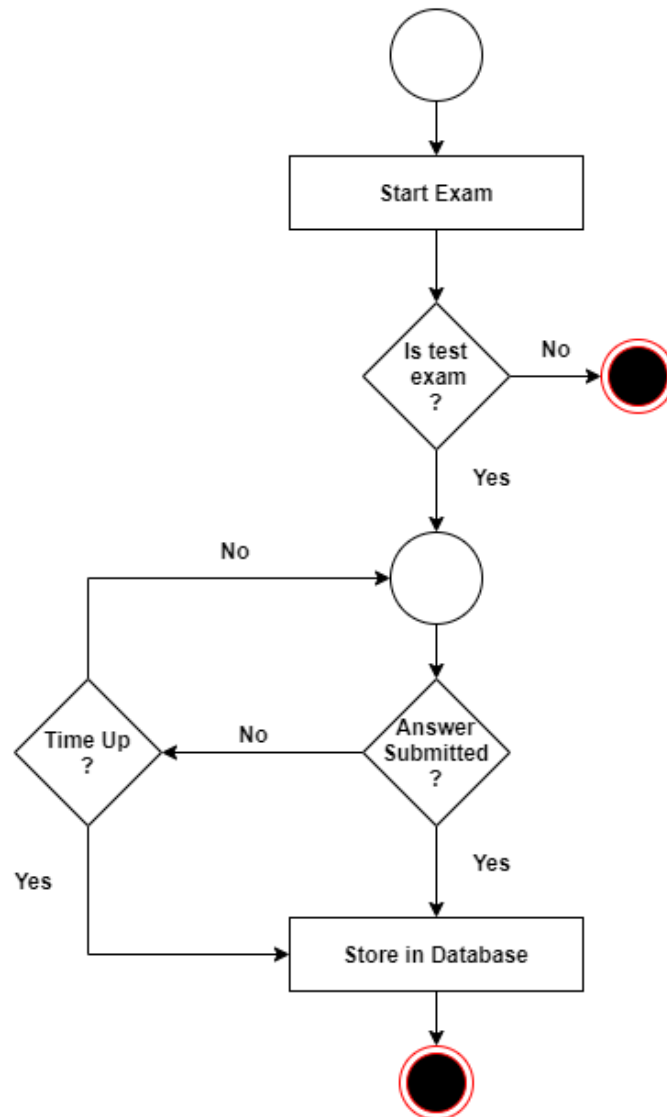 Start Exam
Is test
exam
?
No
Yes
No
Time Up
?
No
Answer
Submitted
?
Yes
Yes
Store in Database